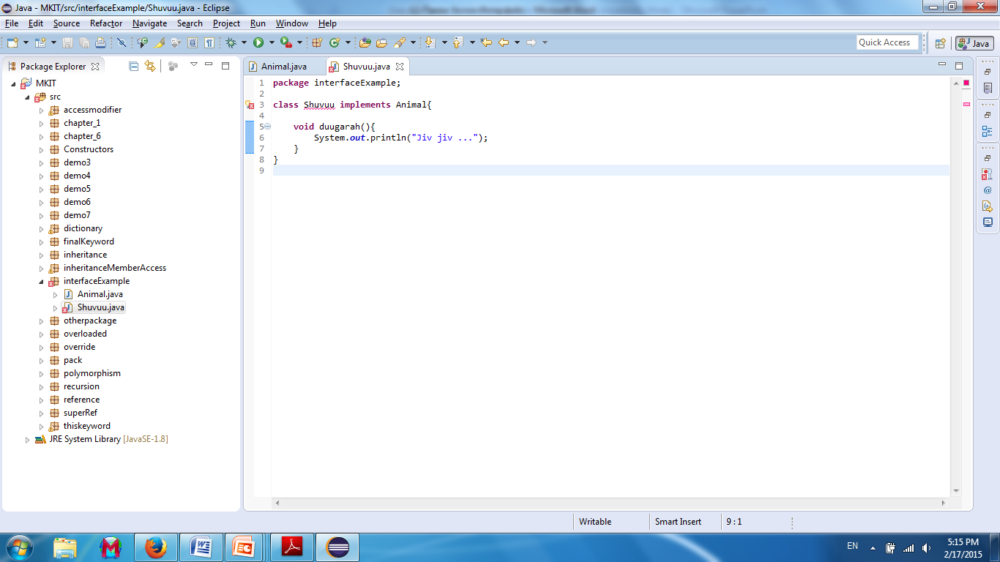 Java - MKIT/src/interfaceExample/Shuvuu.java - Eclipse
File Edit Source Refactor Navigate Search Project Run Window Help
Quick Access
Java
Package Explorer
MKIT
src
accessmodifier
chapter_1
chapter_6
Constructors
demo3
demo4
demo5
demo6
demo7
dictionary
finalKeyword
inheritance
inheritanceMemberAccess
interfaceExample
Animal.java
Shuvuu.java
otherpackage
overloaded
override
pack
polymorphism
recursion
reference
superRef
thiskeyword
JRE System Library [JavaSE-1.8]
Animal.java Shuvuu.java
1 package interfaceExample;
2
3 class Shuvuu implements Animal{
4
5 void duugarah(){
6 System.out.println("Jiv jiv ...");
7 }
8 }
9
Writable Smart Insert 9 : 1
EN
5:15 PM
2/17/2015